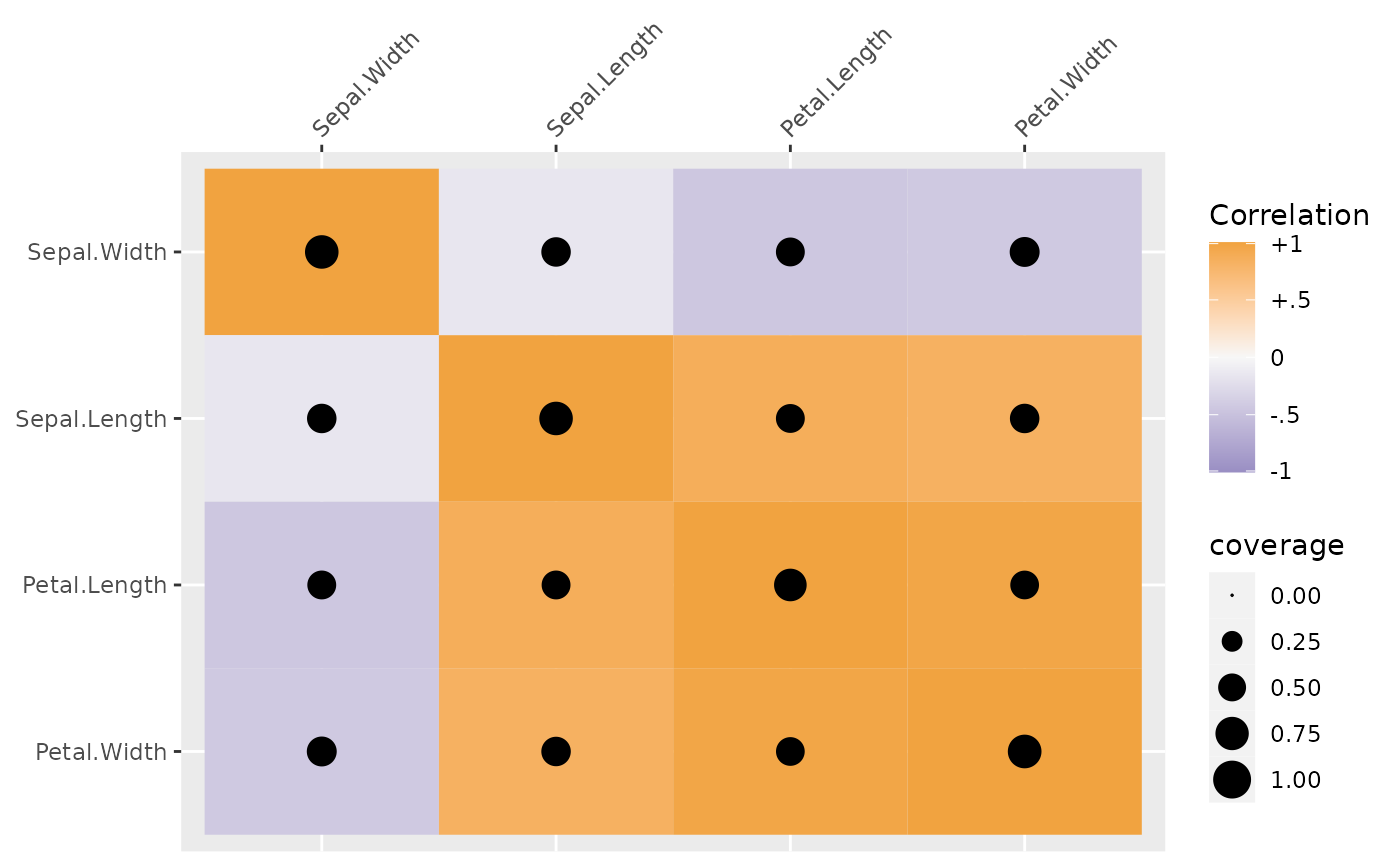 Sepal.Width
Sepal.Length
Petal.Length
Petal.Width
Sepal.Width
Sepal.Length
Petal.Length
Petal.Width
Correlation
+1
+.5
0
-.5
-1
coverage
0.00
0.25
0.50
0.75
1.00